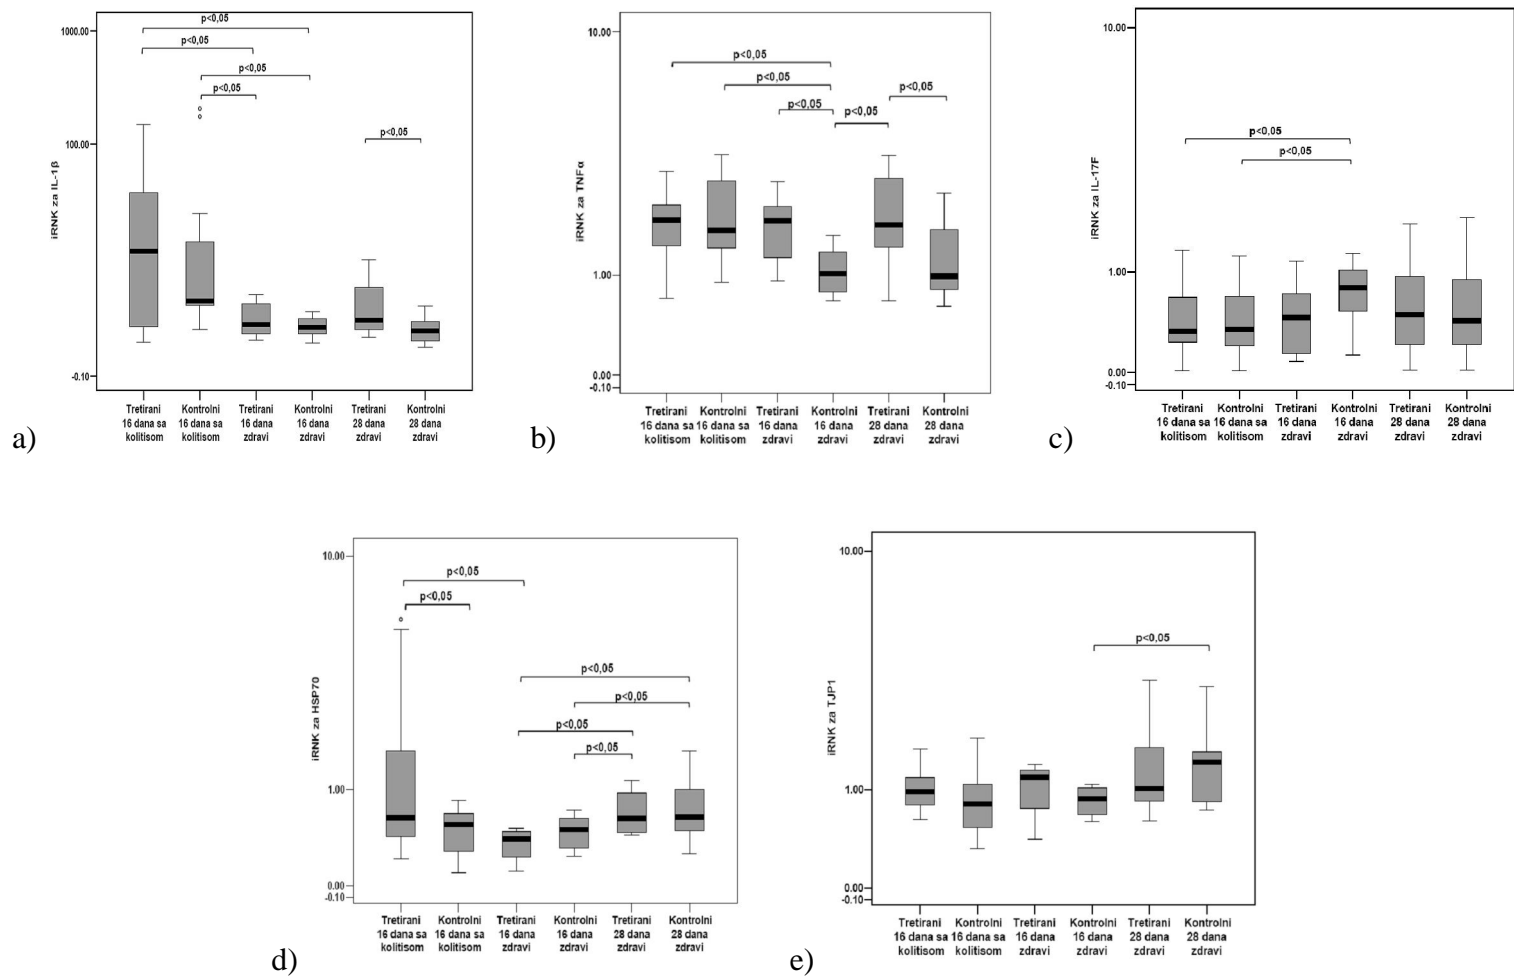 iRNK za IL-1β
1000.00
100.00
-0.10
p<0,05
p<0,05
p<0,05
p<0,05
p<0,05
Tretirani
16 dana sa
kolitisom
Kontrolni
16 dana sa
kolitisom
Tretirani
16 dana
zdravi
Kontrolni
16 dana
zdravi
Tretirani
28 dana
zdravi
Kontrolni
28 dana
zdravi
a)
iRNK za TNFα
10.00
1.00
0.00
-0.10
p<0,05
p<0,05
p<0,05
p<0,05
p<0,05
Tretirani
16 dana sa
kolitisom
Kontrolni
16 dana sa
kolitisom
Tretirani
16 dana
zdravi
Kontrolni
16 dana
zdravi
Tretirani
28 dana
zdravi
Kontrolni
28 dana
zdravi
b)
iRNK za IL-17F
10.00
1.00
0.00
-0.10
p<0,05
p<0,05
Tretirani
16 dana sa
kolitisom
Kontrolni
16 dana sa
kolitisom
Tretirani
16 dana
zdravi
Kontrolni
16 dana
zdravi
Tretirani
28 dana
zdravi
Kontrolni
28 dana
zdravi
c)
iRNK za HSP70
10.00
1.00
0.00
-0.10
p<0,05
p<0,05
p<0,05
p<0,05
p<0,05
p<0,05
Tretirani
16 dana sa
kolitisom
Kontrolni
16 dana sa
kolitisom
Tretirani
16 dana
zdravi
Kontrolni
16 dana
zdravi
Tretirani
28 dana
zdravi
Kontrolni
28 dana
zdravi
d)
iRNK za TJP1
10.00
1.00
0.00
-0.10
p<0,05
Tretirani
16 dana sa
kolitisom
Kontrolni
16 dana sa
kolitisom
Tretirani
16 dana
zdravi
Kontrolni
16 dana
zdravi
Tretirani
28 dana
zdravi
Kontrolni
28 dana
zdravi
e)